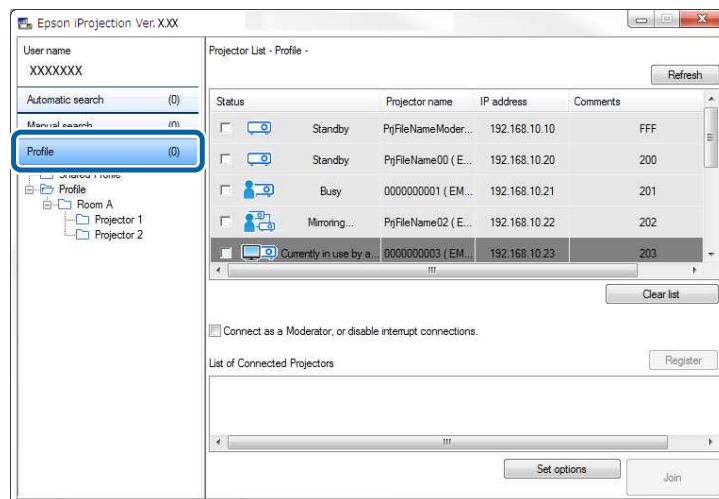 Epson iProjection Ver. X.XX
User name
XXXXXXX
Automatic search (0)
Manual search (0)
Profile (0)
Shared Profile
Profile
Room A
Projector 1
Projector 2
Projector List - Profile -
Refresh
Status Projector name IP address Comments
Standby PrjFileNameModer... 192.168.10.10 FFF
Standby PrjFileName00 ( E... 192.168.10.20 200
Busy 0000000001 ( EM... 192.168.10.21 201
Mirroring... PrjFileName02 ( E... 192.168.10.22 202
Currently in use by a... 0000000003 ( EM... 192.168.10.23 203
Clear list
Connect as a Moderator, or disable interrupt connections.
List of Connected Projectors
Register
Set options
Join